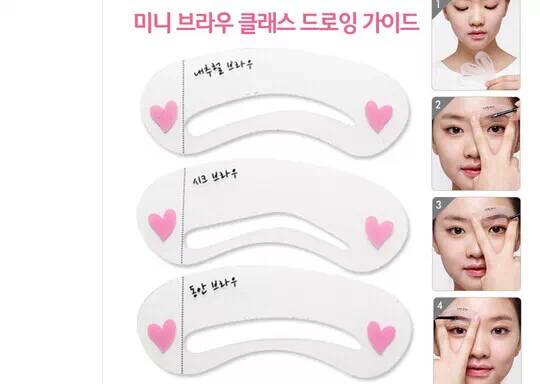 미니 브라우 클래스 드로잉 가이드
내추럴 브라우
시크 브라우
동안 브라우
1
2
3
4